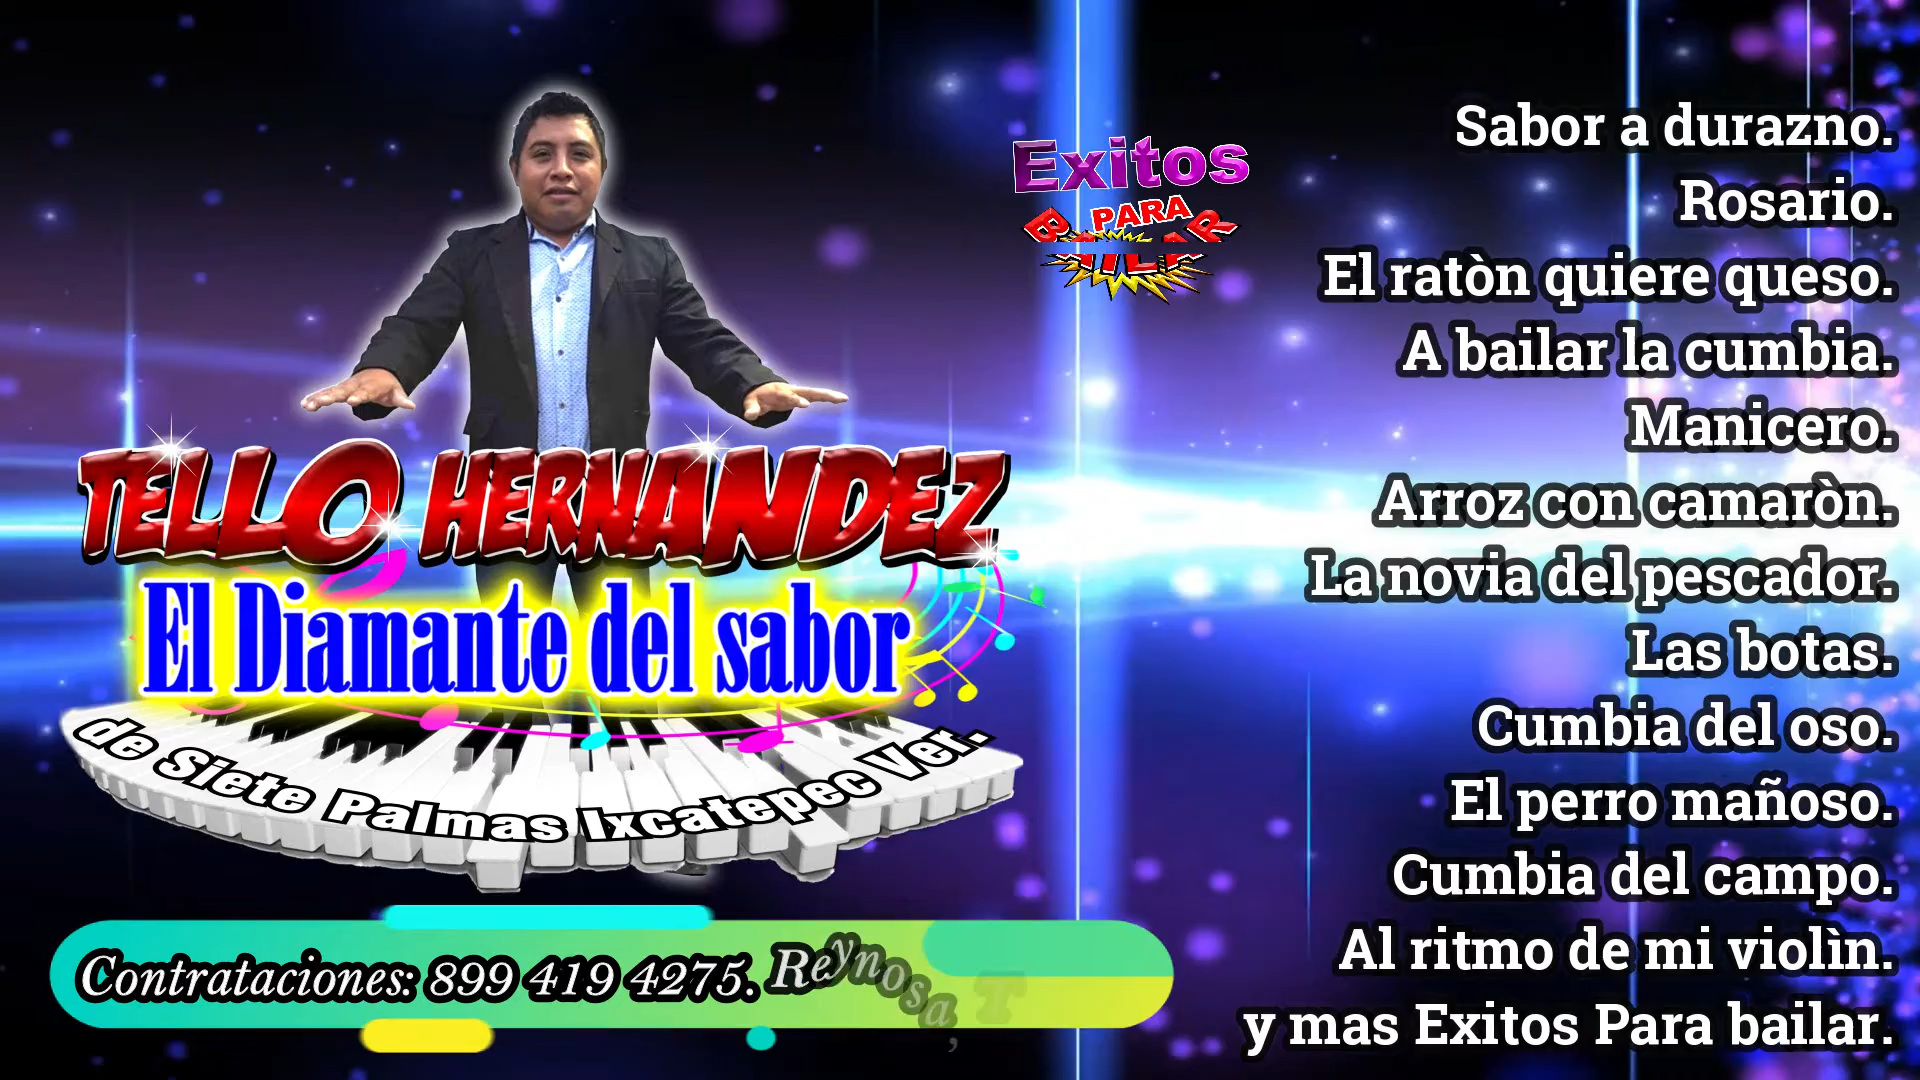 TELLO HERNANDEZ
El Diamante del sabor
de Siete Palmas Ixcatepec Ver.
Contrataciones: 899 419 4275. Reynosa, T
Exitos
PARA
BAILAR
Sabor a durazno.
Rosario.
El ratòn quiere queso.
A bailar la cumbia.
Manicero.
Arroz con camaròn.
La novia del pescador.
Las botas.
Cumbia del oso.
El perro mañoso.
Cumbia del campo.
Al ritmo de mi violìn.
y mas Exitos Para bailar.